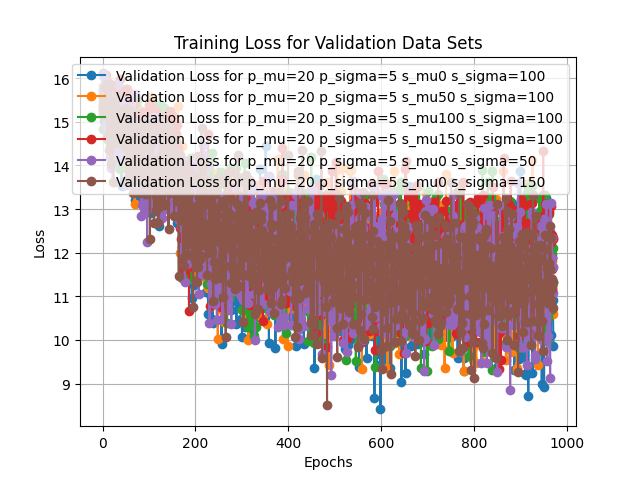 Training Loss for Validation Data Sets
Validation Loss for p_mu=20 p_sigma=5 s_mu0 s_sigma=100
Validation Loss for p_mu=20 p_sigma=5 s_mu50 s_sigma=100
Validation Loss for p_mu=20 p_sigma=5 s_mu100 s_sigma=100
Validation Loss for p_mu=20 p_sigma=5 s_mu150 s_sigma=100
Validation Loss for p_mu=20 p_sigma=5 s_mu0 s_sigma=50
Validation Loss for p_mu=20 p_sigma=5 s_mu0 s_sigma=150
16
15
14
13
12
11
10
9
Loss
0 200 400 600 800 1000
Epochs